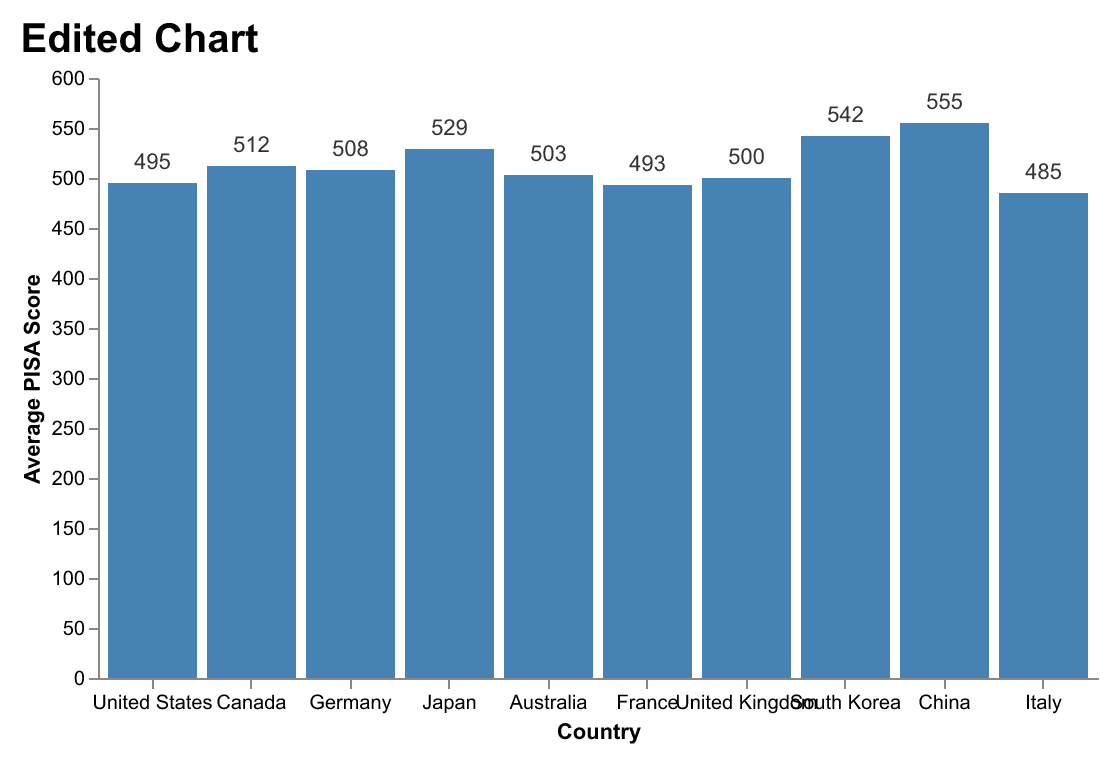 Edited Chart
600
550
500
450
400
350
300
250
200
150
100
50
0
Average PISA Score
495
512
508
529
503
493
500
542
555
485
United States
Canada
Germany
Japan
Australia
France
United Kingdom
South Korea
China
Italy
Country